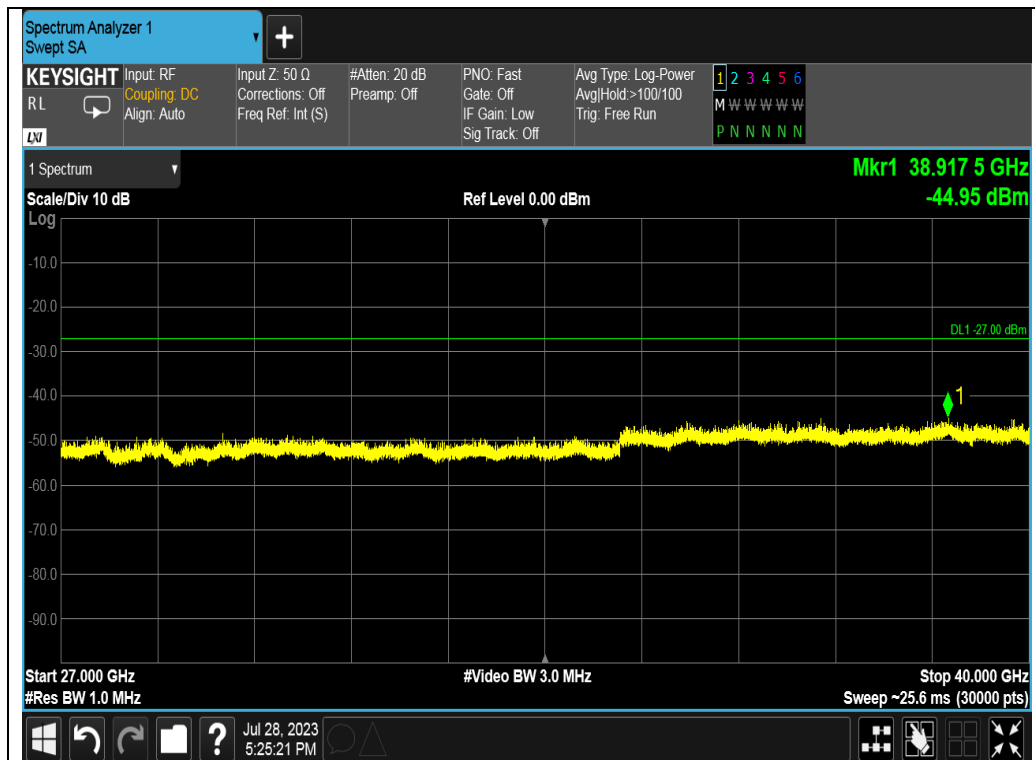 Spectrum Analyzer 1
Swept SA
KEYSIGHT
RL
LXI
Input: RF
Coupling: DC
Align: Auto
Input Z: 50 Ω
Corrections: Off
Freq Ref: Int (S)
#Atten: 20 dB
Preamp: Off
PNO: Fast
Gate: Off
IF Gain: Low
Sig Track: Off
Avg Type: Log-Power
Avg|Hold:>100/100
Trig: Free Run
1 2 3 4 5 6
M W W W W W
P N N N N N
1 Spectrum
Mkr1 38.917 5 GHz
-44.95 dBm
Scale/Div 10 dB
Ref Level 0.00 dBm
Log
-10.0
-20.0
DL1 -27.00 dBm
-30.0
-40.0
1
-50.0
-60.0
-70.0
-80.0
-90.0
Start 27.000 GHz
#Video BW 3.0 MHz
Stop 40.000 GHz
#Res BW 1.0 MHz
Sweep ~25.6 ms (30000 pts)
?
Jul 28, 2023
5:25:21 PM